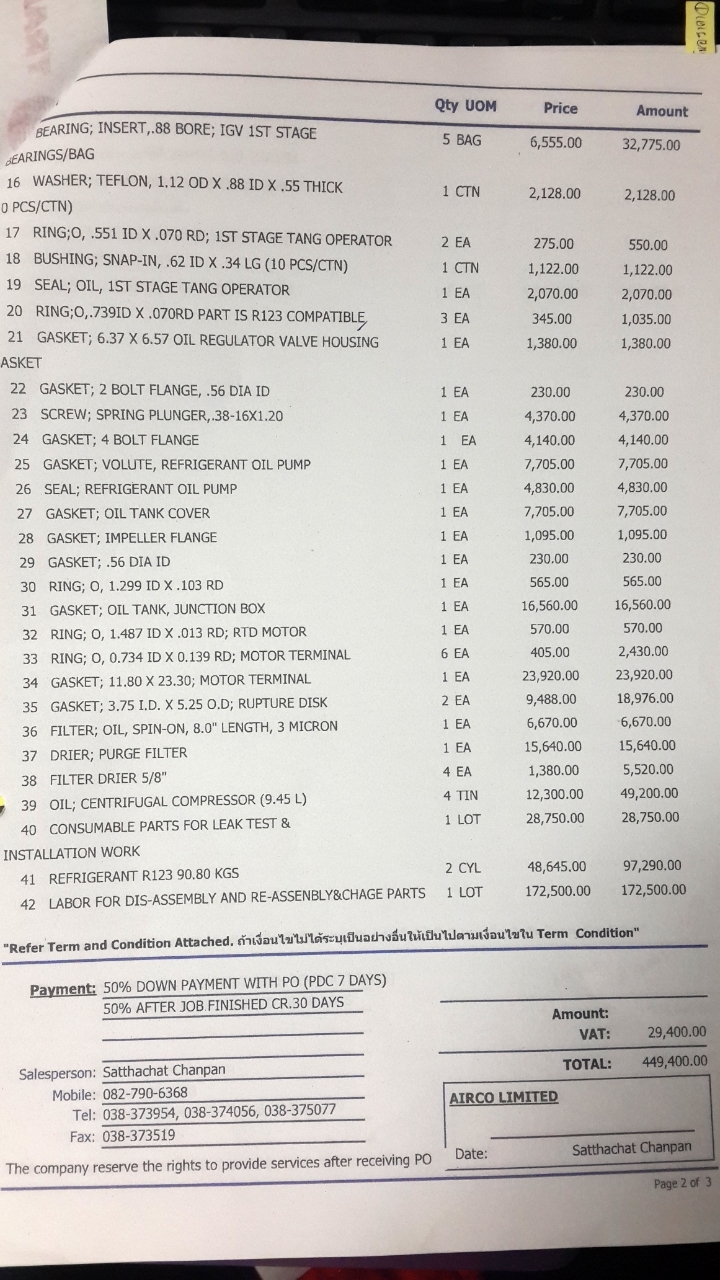 Qty UOM Price Amount
BEARING; INSERT,.88 BORE; IGV 1ST STAGE 5 BAG 6,555.00 32,775.00
BEARINGS/BAG
16 WASHER; TEFLON, 1.12 OD X .88 ID X .55 THICK 1 CTN 2,128.00 2,128.00
0 PCS/CTN)
17 RING;O, .551 ID X .070 RD; 1ST STAGE TANG OPERATOR 2 EA 275.00 550.00
18 BUSHING; SNAP-IN, .62 ID X .34 LG (10 PCS/CTN) 1 CTN 1,122.00 1,122.00
19 SEAL; OIL, 1ST STAGE TANG OPERATOR 1 EA 2,070.00 2,070.00
20 RING;O,.739ID X .070RD PART IS R123 COMPATIBLE 3 EA 345.00 1,035.00
21 GASKET; 6.37 X 6.57 OIL REGULATOR VALVE HOUSING 1 EA 1,380.00 1,380.00
ASKET
22 GASKET; 2 BOLT FLANGE, .56 DIA ID 1 EA 230.00 230.00
23 SCREW; SPRING PLUNGER,.38-16X1.20 1 EA 4,370.00 4,370.00
24 GASKET; 4 BOLT FLANGE 1 EA 4,140.00 4,140.00
25 GASKET; VOLUTE, REFRIGERANT OIL PUMP 1 EA 7,705.00 7,705.00
26 SEAL; REFRIGERANT OIL PUMP 1 EA 4,830.00 4,830.00
27 GASKET; OIL TANK COVER 1 EA 7,705.00 7,705.00
28 GASKET; IMPELLER FLANGE 1 EA 1,095.00 1,095.00
29 GASKET; .56 DIA ID 1 EA 230.00 230.00
30 RING; O, 1.299 ID X .103 RD 1 EA 565.00 565.00
31 GASKET; OIL TANK, JUNCTION BOX 1 EA 16,560.00 16,560.00
32 RING; O, 1.487 ID X .013 RD; RTD MOTOR 1 EA 570.00 570.00
33 RING; O, 0.734 ID X 0.139 RD; MOTOR TERMINAL 6 EA 405.00 2,430.00
34 GASKET; 11.80 X 23.30; MOTOR TERMINAL 1 EA 23,920.00 23,920.00
35 GASKET; 3.75 I.D. X 5.25 O.D; RUPTURE DISK 2 EA 9,488.00 18,976.00
36 FILTER; OIL, SPIN-ON, 8.0" LENGTH, 3 MICRON 1 EA 6,670.00 6,670.00
37 DRIER; PURGE FILTER 1 EA 15,640.00 15,640.00
38 FILTER DRIER 5/8" 4 EA 1,380.00 5,520.00
39 OIL; CENTRIFUGAL COMPRESSOR (9.45 L) 4 TIN 12,300.00 49,200.00
40 CONSUMABLE PARTS FOR LEAK TEST & 1 LOT 28,750.00 28,750.00
INSTALLATION WORK
41 REFRIGERANT R123 90.80 KGS 2 CYL 48,645.00 97,290.00
42 LABOR FOR DIS-ASSEMBLY AND RE-ASSENBLY&CHAGE PARTS 1 LOT 172,500.00 172,500.00
"Refer Term and Condition Attached. ถ้าเงื่อนไขไม่ได้ระบุเป็นอย่างอื่นให้เป็นไปตามเงื่อนไขใน Term Condition"
Payment: 50% DOWN PAYMENT WITH PO (PDC 7 DAYS)
50% AFTER JOB FINISHED CR.30 DAYS
Amount:
VAT: 29,400.00
TOTAL: 449,400.00
Salesperson: Satthachat Chanpan
Mobile: 082-790-6368
Tel: 038-373954, 038-374056, 038-375077
Fax: 038-373519
AIRCO LIMITED
Date: Satthachat Chanpan
The company reserve the rights to provide services after receiving PO
Page 2 of 3